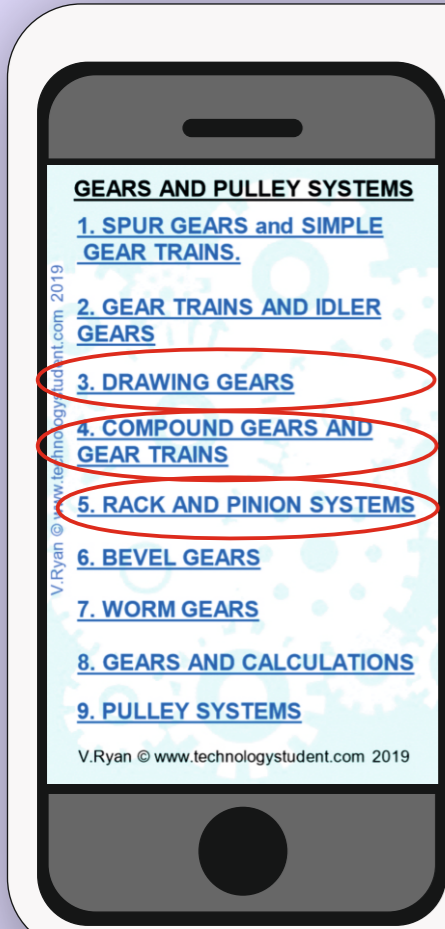 GEARS AND PULLEY SYSTEMS
1. SPUR GEARS and SIMPLE
GEAR TRAINS.
2. GEAR TRAINS AND IDLER
GEARS
3. DRAWING GEARS
4. COMPOUND GEARS AND
GEAR TRAINS
5. RACK AND PINION SYSTEMS
6. BEVEL GEARS
7. WORM GEARS
8. GEARS AND CALCULATIONS
9. PULLEY SYSTEMS
V.Ryan © www.technologystudent.com 2019
V.Ryan © www.technologystudent.com 2019